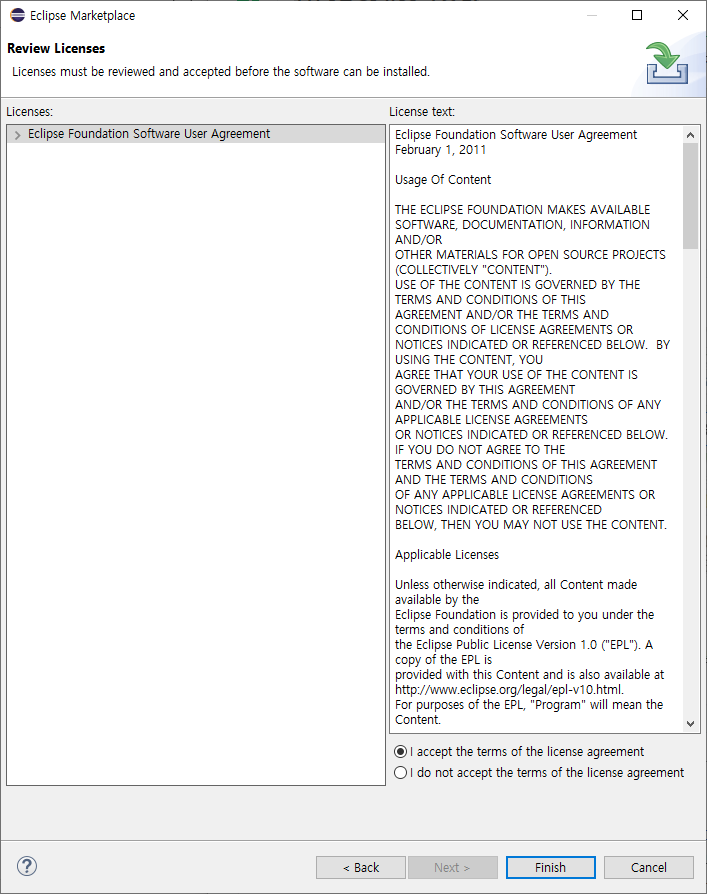 Eclipse Marketplace
Review Licenses
Licenses must be reviewed and accepted before the software can be installed.
Licenses:
Eclipse Foundation Software User Agreement
License text:
Eclipse Foundation Software User Agreement
February 1, 2011
Usage Of Content
THE ECLIPSE FOUNDATION MAKES AVAILABLE
SOFTWARE, DOCUMENTATION, INFORMATION
AND/OR
OTHER MATERIALS FOR OPEN SOURCE PROJECTS
(COLLECTIVELY "CONTENT").
USE OF THE CONTENT IS GOVERNED BY THE
TERMS AND CONDITIONS OF THIS
AGREEMENT AND/OR THE TERMS AND
CONDITIONS OF LICENSE AGREEMENTS OR
NOTICES INDICATED OR REFERENCED BELOW.  BY
USING THE CONTENT, YOU
AGREE THAT YOUR USE OF THE CONTENT IS
GOVERNED BY THIS AGREEMENT
AND/OR THE TERMS AND CONDITIONS OF ANY
APPLICABLE LICENSE AGREEMENTS
OR NOTICES INDICATED OR REFERENCED BELOW.
IF YOU DO NOT AGREE TO THE
TERMS AND CONDITIONS OF THIS AGREEMENT
AND THE TERMS AND CONDITIONS
OF ANY APPLICABLE LICENSE AGREEMENTS OR
NOTICES INDICATED OR REFERENCED
BELOW, THEN YOU MAY NOT USE THE CONTENT.
Applicable Licenses
Unless otherwise indicated, all Content made
available by the
Eclipse Foundation is provided to you under the
terms and conditions of
the Eclipse Public License Version 1.0 ("EPL"). A
copy of the EPL is
provided with this Content and is also available at
http://www.eclipse.org/legal/epl-v10.html.
For purposes of the EPL, "Program" will mean the
Content.
I accept the terms of the license agreement
I do not accept the terms of the license agreement
?
< Back
Next >
Finish
Cancel